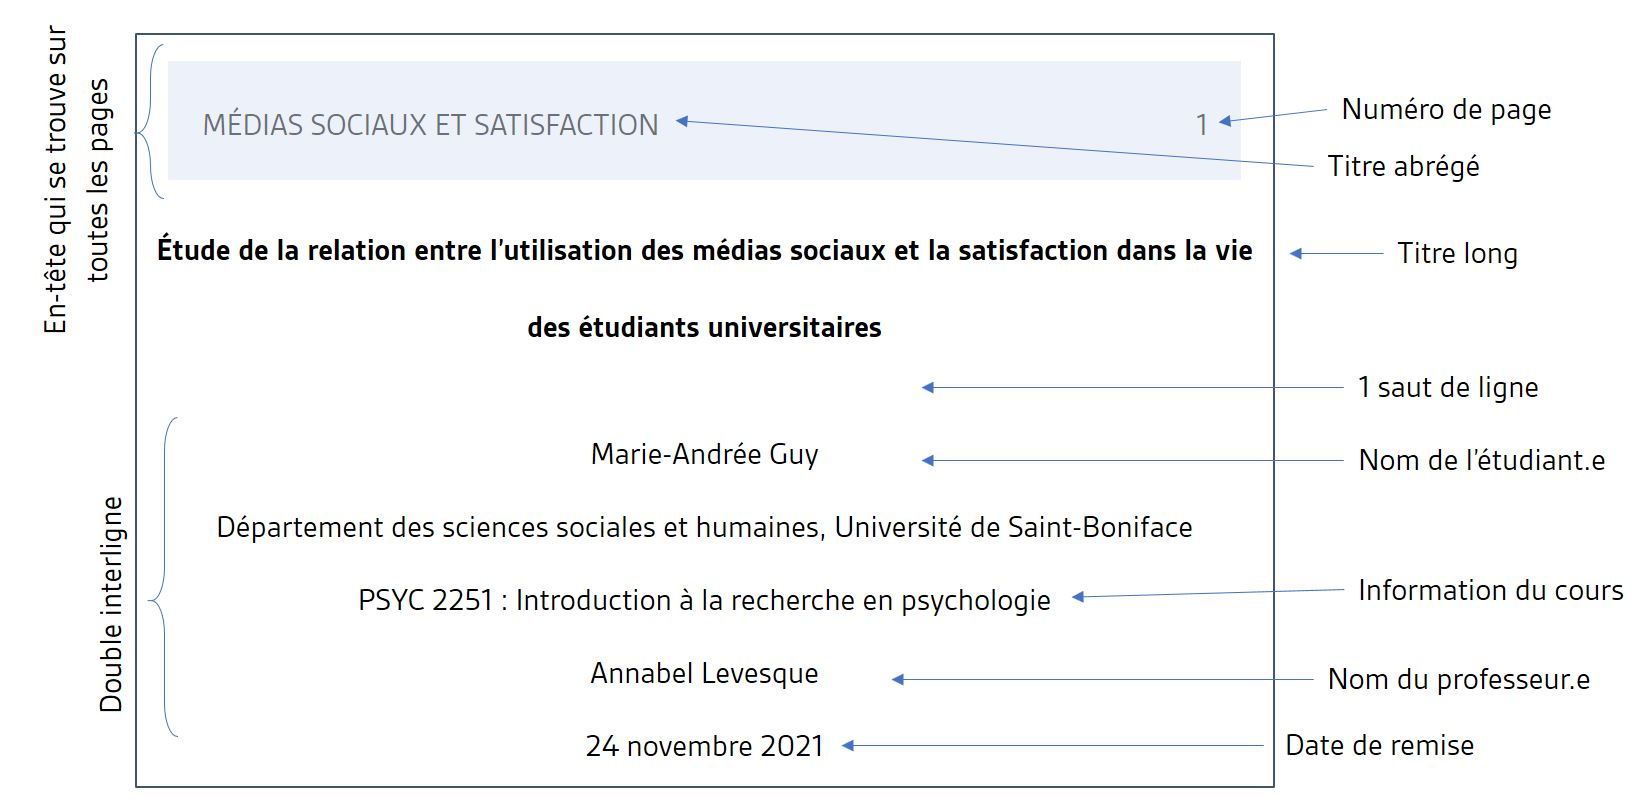 En-tête qui se trouve sur
toutes les pages
MÉDIAS SOCIAUX ET SATISFACTION 1
Numéro de page
Titre abrégé
Étude de la relation entre l'utilisation des médias sociaux et la satisfaction dans la vie
Titre long
des étudiants universitaires
1 saut de ligne
Double interligne
Marie-Andrée Guy
Nom de l'étudiant.e
Département des sciences sociales et humaines, Université de Saint-Boniface
PSYC 2251 : Introduction à la recherche en psychologie
Information du cours
Annabel Levesque
Nom du professeur.e
24 novembre 2021
Date de remise